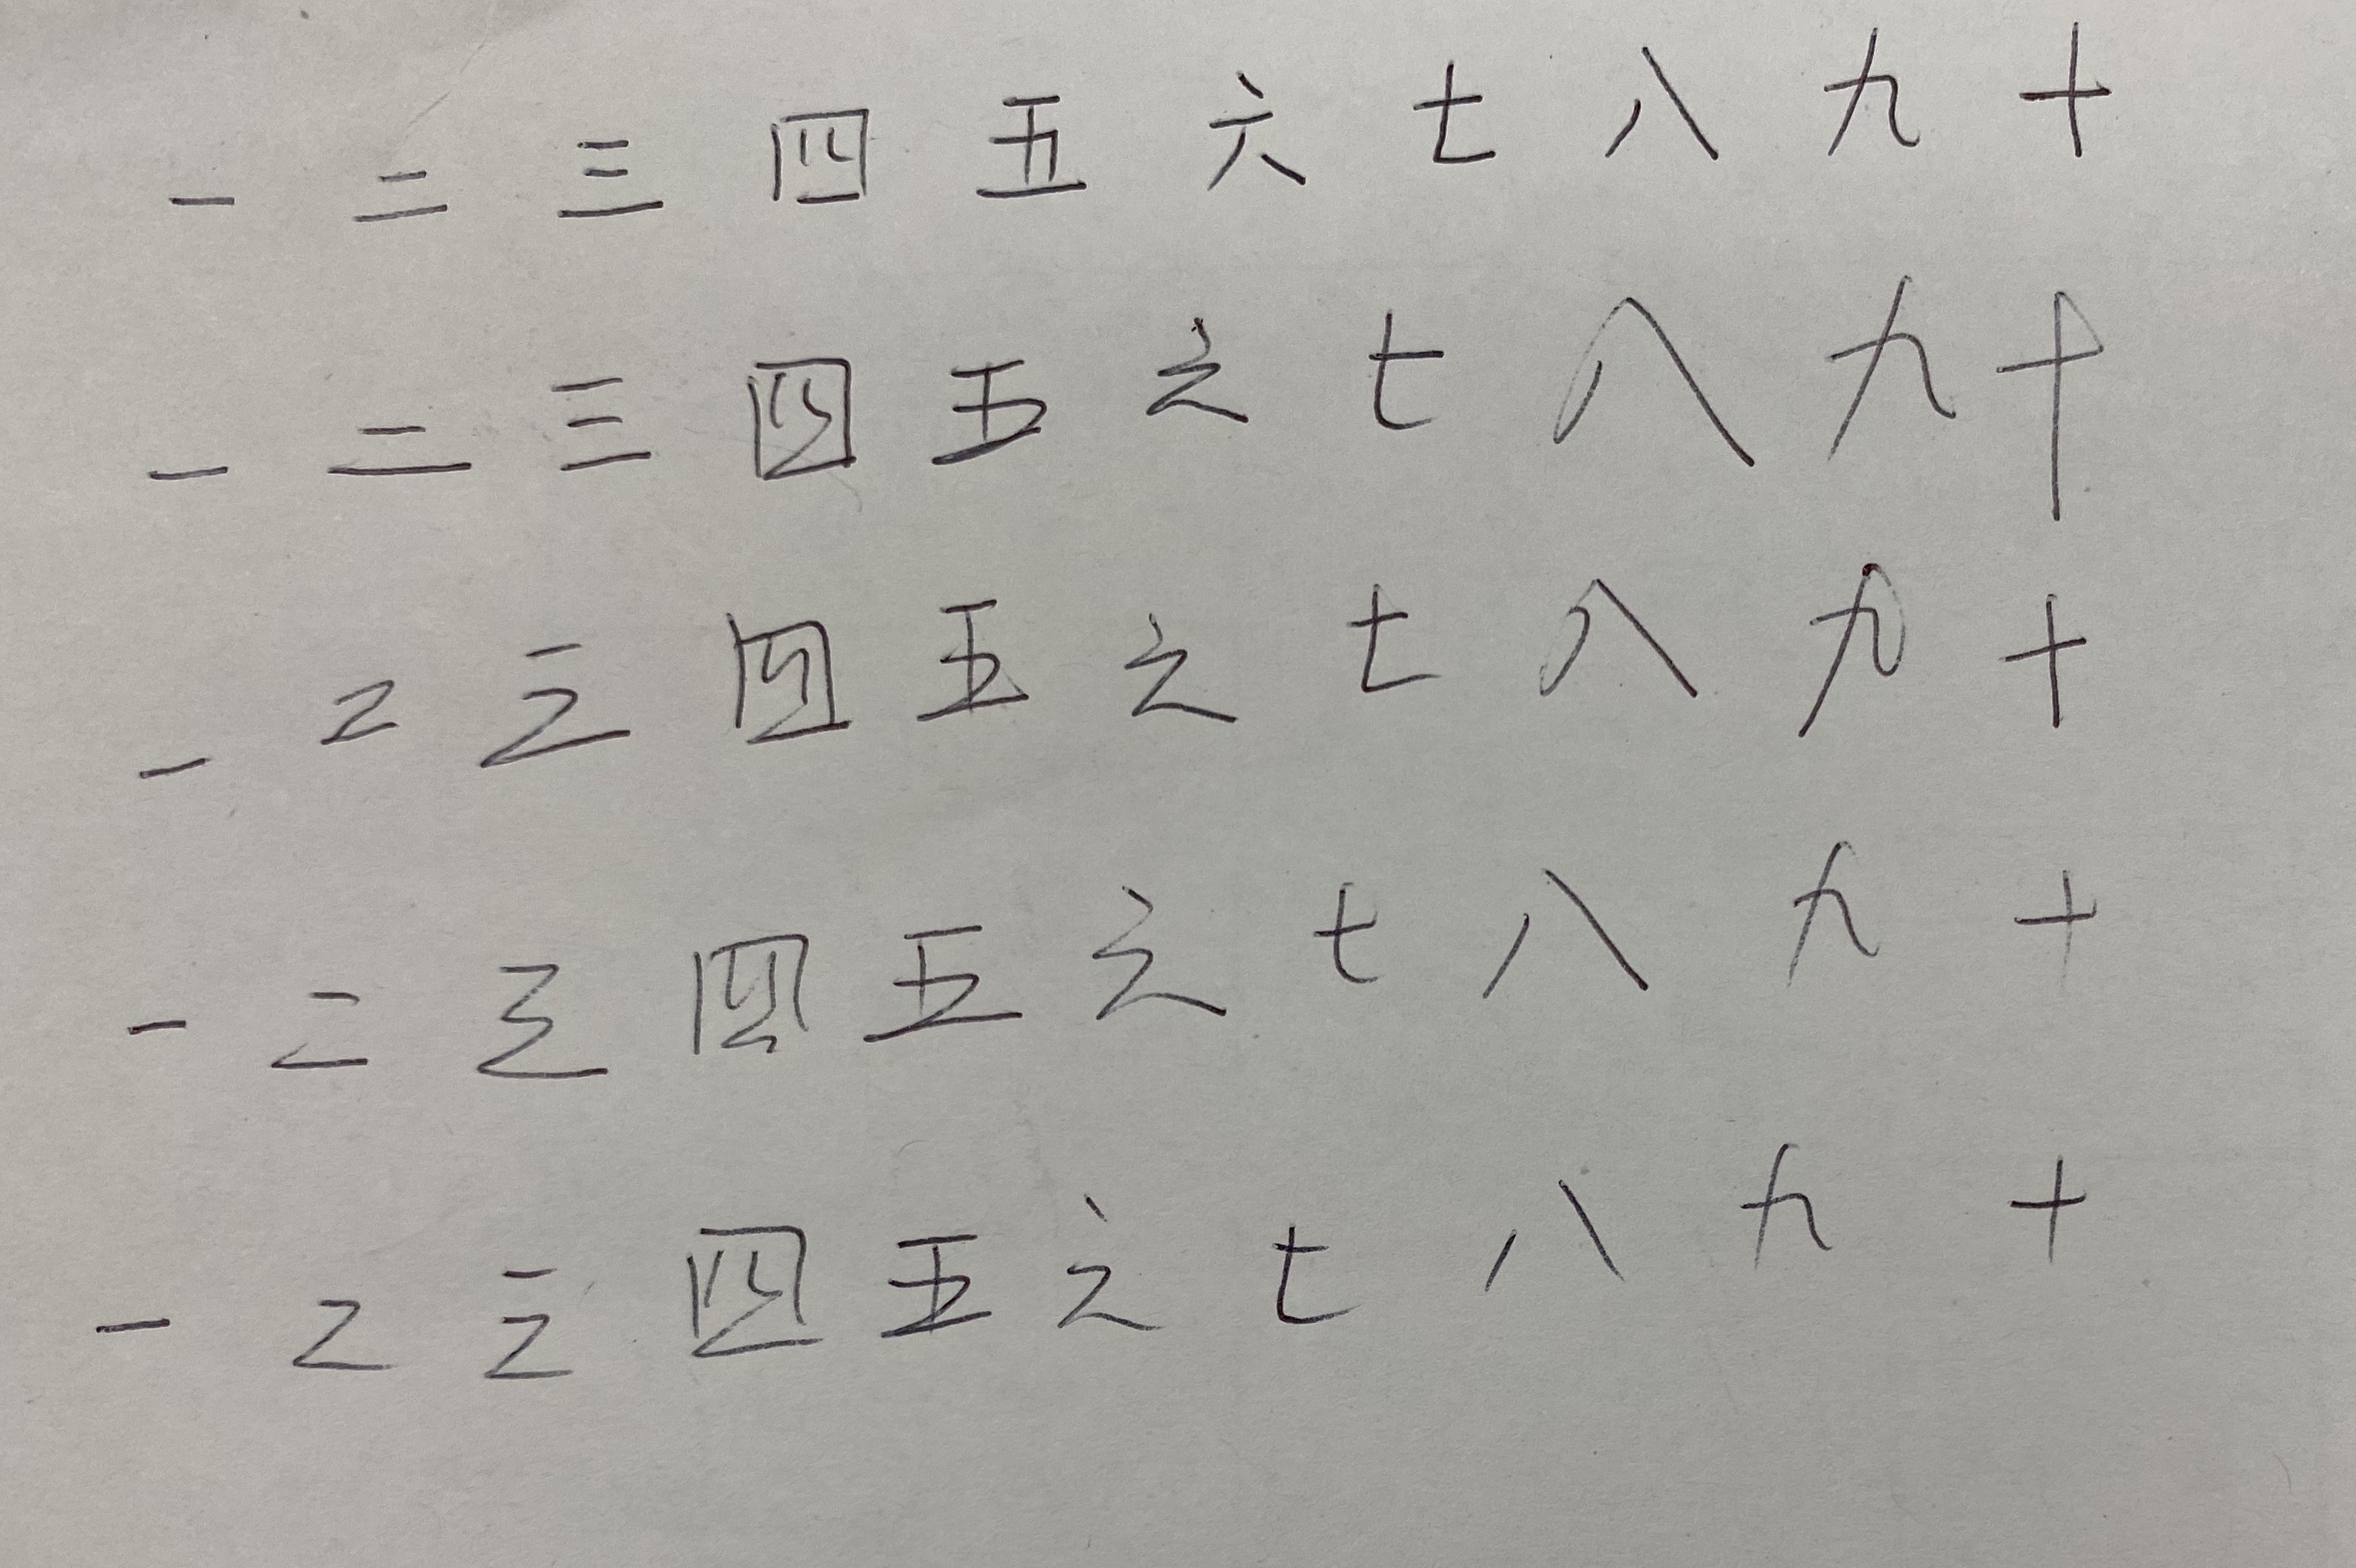 一 二 三 四 五 六 七 八 九 十
一 二 三 四 五 六 七 八 九 十
一 二 三 四 五 六 七 八 九 十
一 二 三 四 五 六 七 八 九 十
一 二 三 四 五 六 七 八 九 十